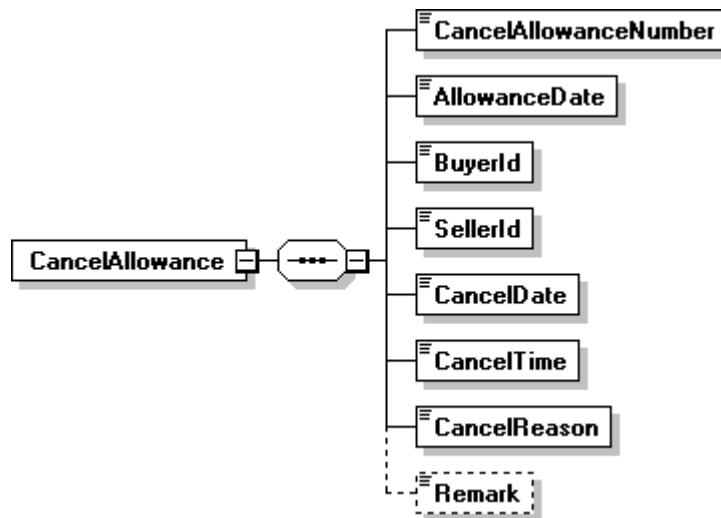 CancelAllowanceNumber
AllowanceDate
BuyerId
SellerId
CancelAllowance
CancelDate
CancelTime
CancelReason
Remark